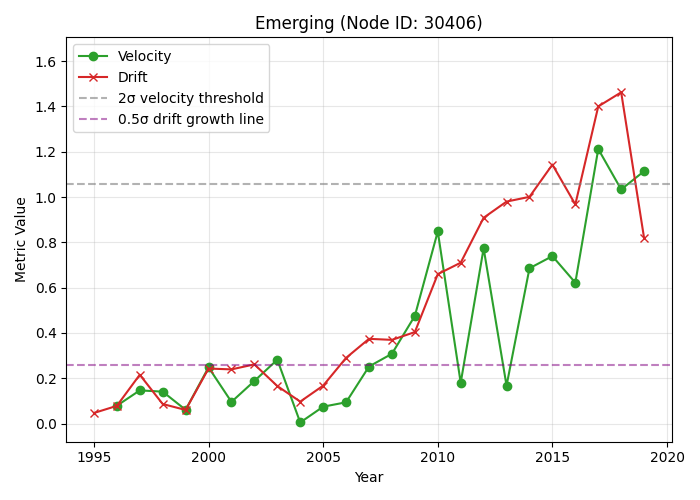 Emerging (Node ID: 30406)
Velocity
Drift
2σ velocity threshold
0.5σ drift growth line
Metric Value
1.6
1.4
1.2
1.0
0.8
0.6
0.4
0.2
0.0
1995 2000 2005 2010 2015 2020
Year